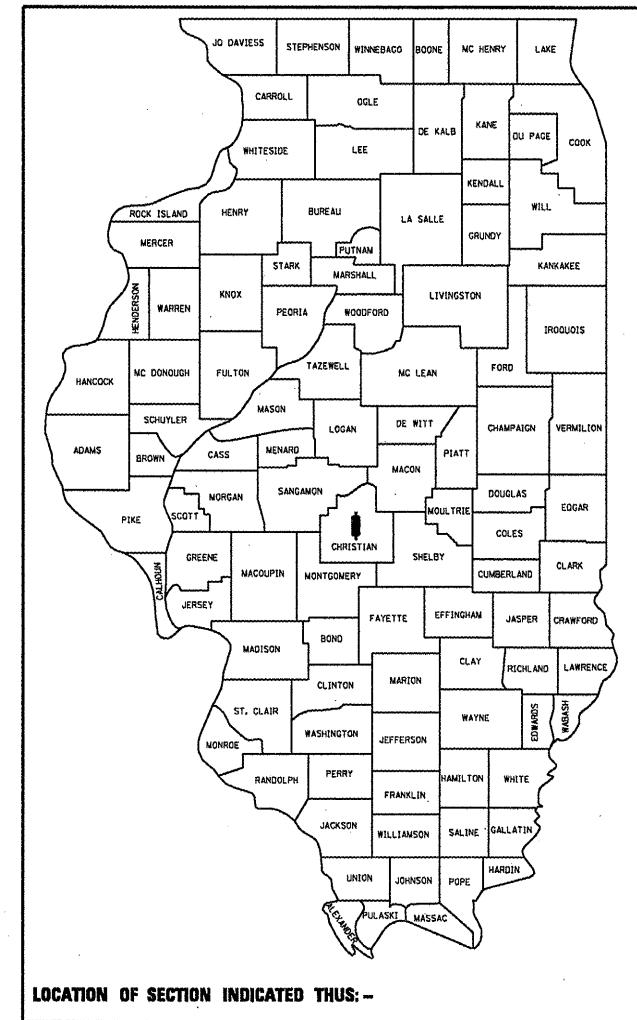 JO DAVIESS STEPHENSON WINNEBAGO BOONE MC HENRY LAKE
CARROLL OGLE DE KALB KANE DU PAGE COOK
WHITESIDE LEE
KENDALL
ROCK ISLAND HENRY BUREAU LA SALLE WILL
MERCER PUTNAM GRUNDY
STARK MARSHALL KANKAKEE
HENDERSON WARREN KNOX PEORIA WOODFORD LIVINGSTON IROQUOIS
HANCOCK MC DONOUGH FULTON TAZEWELL MC LEAN FORD
MASON
SCHUYLER LOGAN DE WITT CHAMPAIGN VERMILION
ADAMS BROWN CASS MENARD MACON PIATT
MORGAN SANGAMON DOUGLAS EDGAR
PIKE SCOTT MOULTRIE COLES
CHRISTIAN SHELBY
CALHOUN GREENE MACOUPIN MONTGOMERY CUMBERLAND CLARK
JERSEY FAYETTE EFFINGHAM JASPER CRAWFORD
MADISON BOND CLAY RICHLAND LAWRENCE
CLINTON MARION
ST. CLAIR WAYNE EDWARDS WABASH
MONROE WASHINGTON JEFFERSON
RANDOLPH PERRY HAMILTON WHITE
FRANKLIN
JACKSON WILLIAMSON SALINE GALLATIN
UNION JOHNSON POPE HARDIN
ALEXANDER PULASKI MASSAC
LOCATION OF SECTION INDICATED THUS: -